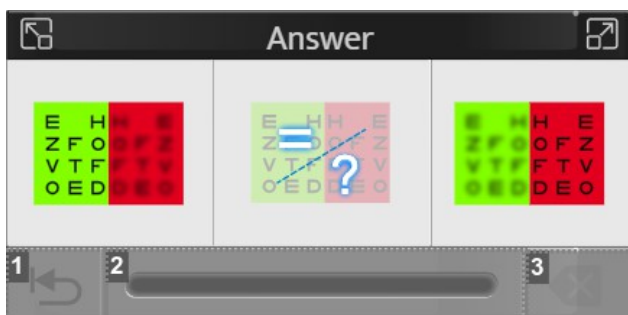 Answer
E H
Z F O
V T F
O E D
E H H E
=
Z O F Z
V T
?
O E D D E O
H E
O F Z
F T V
D E O
1
2
3